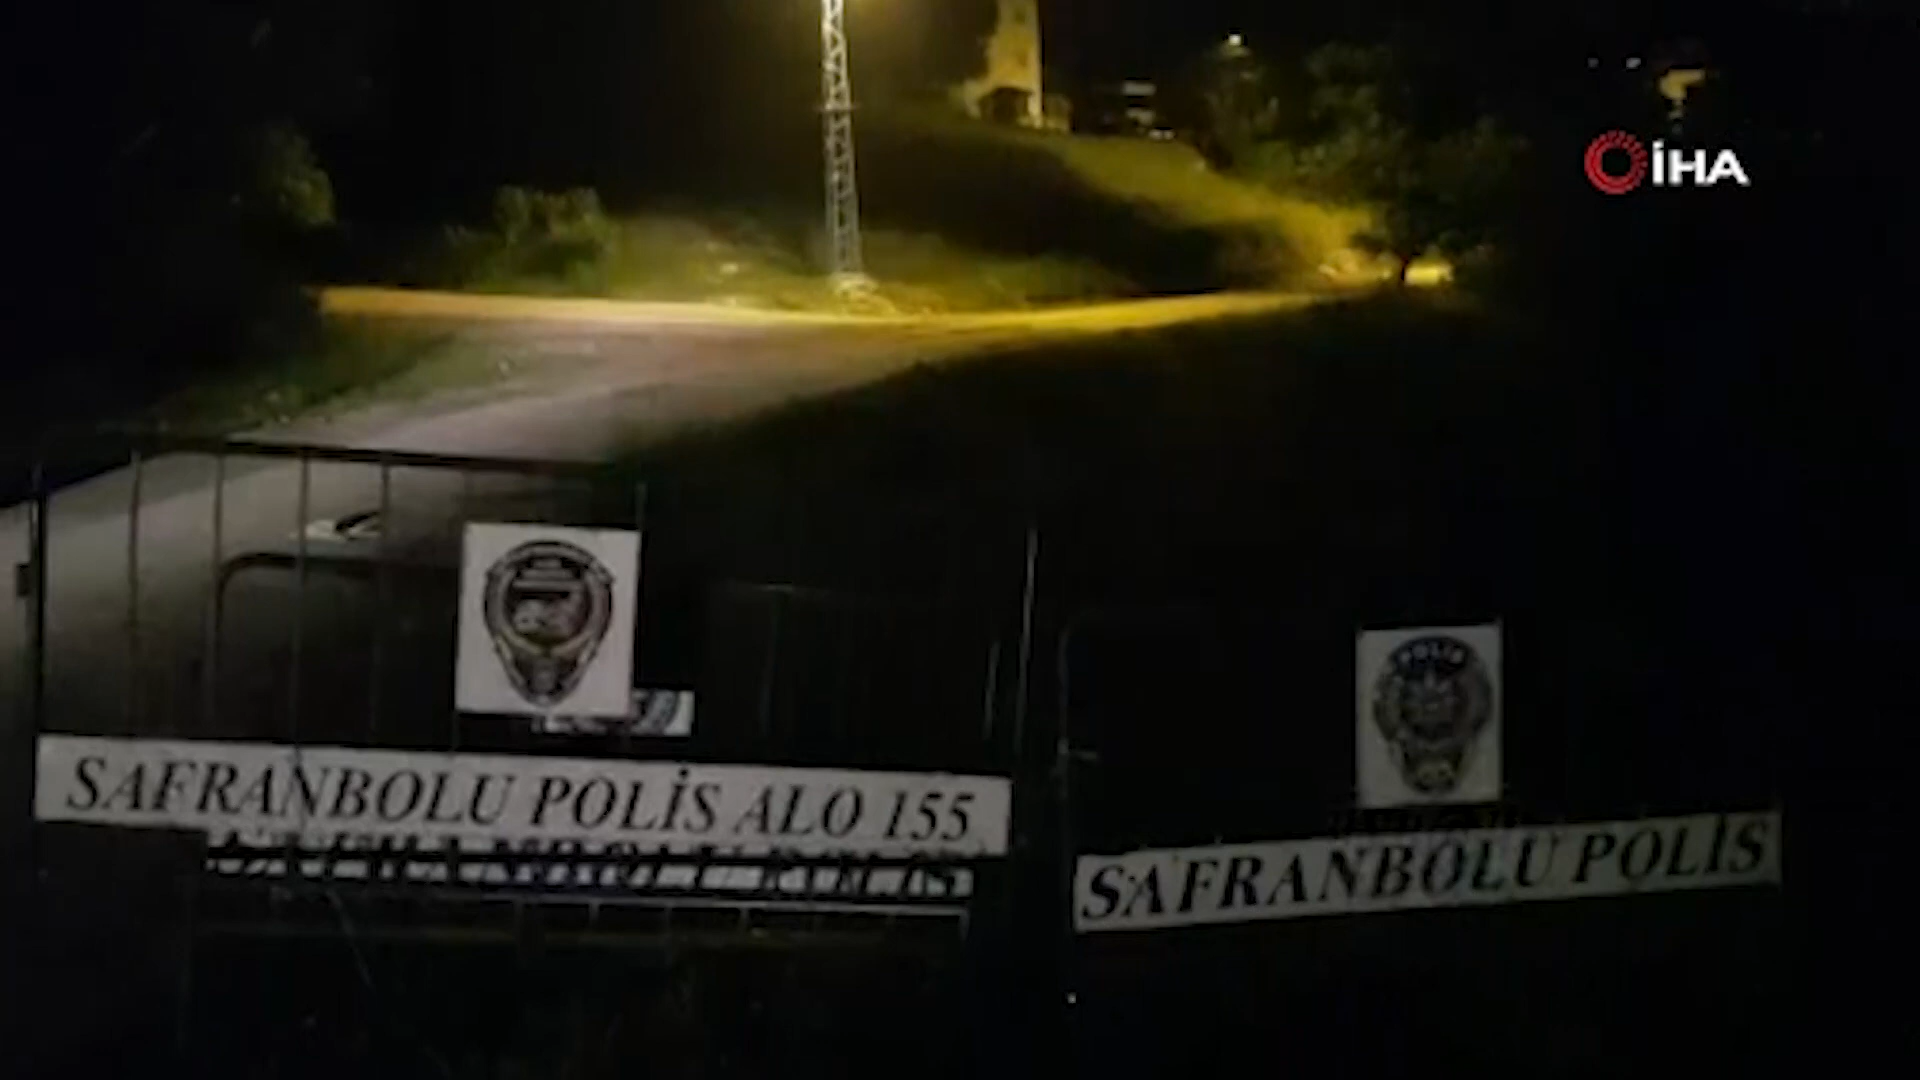 İHA
POLİS
SAFRANBOLU POLİS ALO 155
SAFRANBOLU POLİS